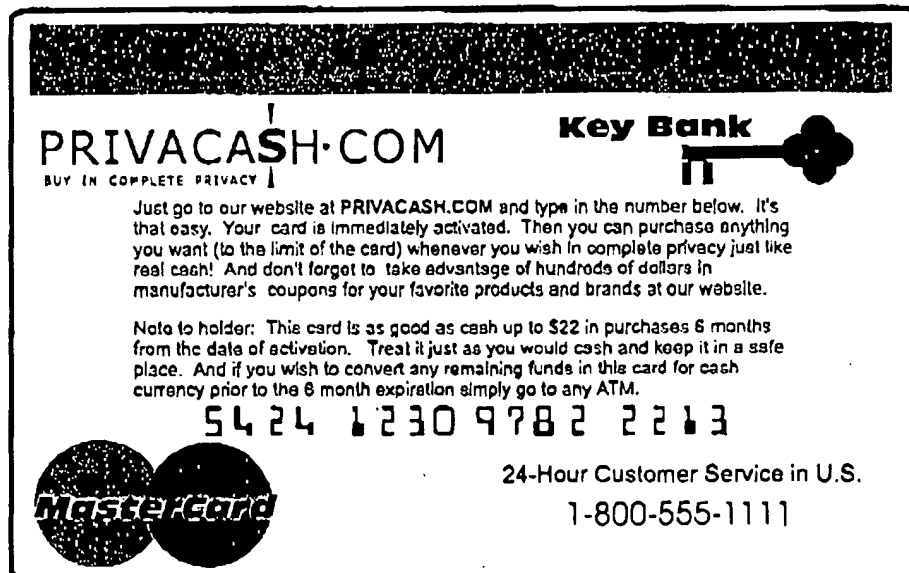 PRIVACASH·COM
BUY IN COMPLETE PRIVACY
Key Bank
Just go to our website at PRIVACASH.COM and type in the number below. It's
that easy. Your card is immediately activated. Then you can purchase anything
you want (to the limit of the card) whenever you wish in complete privacy just like
real cash! And don't forget to take advantage of hundreds of dollars in
manufacturer's coupons for your favorite products and brands at our website.
Note to holder: This card is as good as cash up to $22 in purchases 6 months
from the date of activation. Treat it just as you would cash and keep it in a safe
place. And if you wish to convert any remaining funds in this card for cash
currency prior to the 6 month expiration simply go to any ATM.
5424 1230 9782 2213
MasterCard
24-Hour Customer Service in U.S.
1-800-555-1111